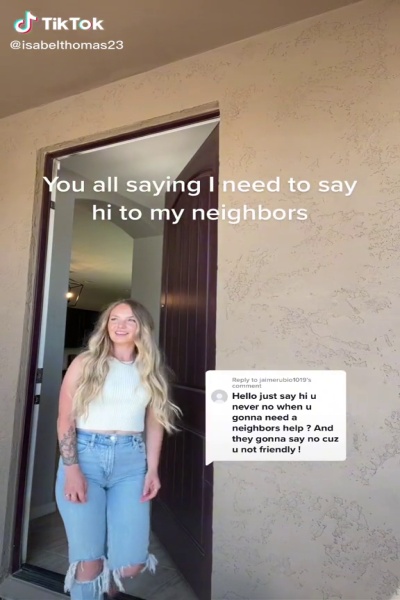 TikTok
@isabelthomas23
You all saying I need to say
hi to my neighbors
Reply to jaimerubio1019's
comment
Hello just say hi u
never no when u
gonna need a
neighbors help ? And
they gonna say no cuz
u not friendly !